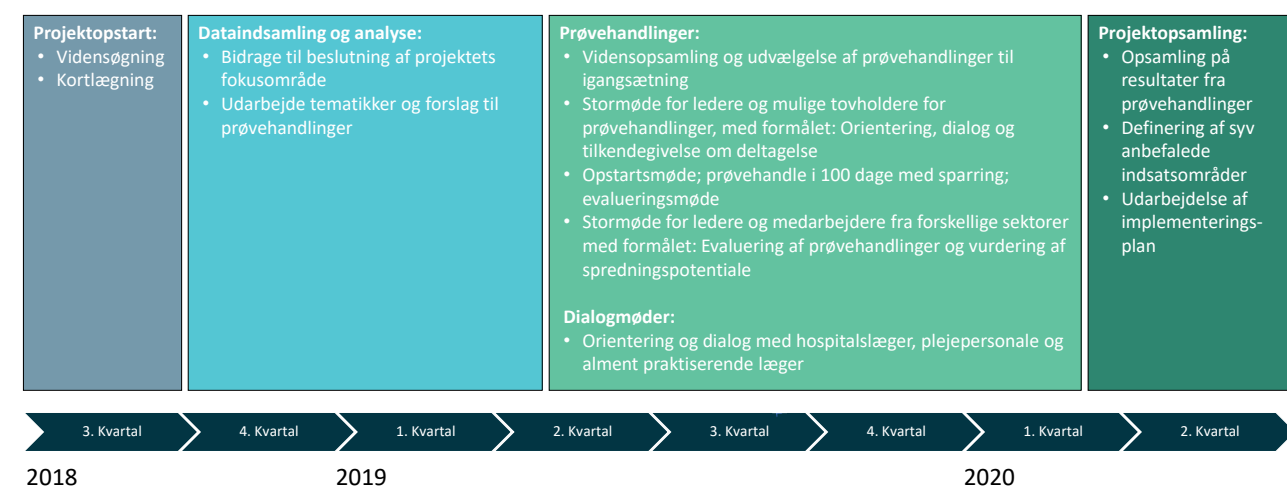 Projektopstart:
• Vidensøgning
• Kortlægning
Dataindsamling og analyse:
• Bidrage til beslutning af projektets
fokusområde
• Udarbejde tematikker og forslag til
prøvehandlinger
Prøvehandlinger:
• Vidensopsamling og udvælgelse af prøvehandlinger til
igangsætning
• Stormøde for ledere og mulige tovholdere for
prøvehandlinger, med formålet: Orientering, dialog og
tilkendegivelse om deltagelse
• Opstartsmøde; prøvehandle i 100 dage med sparring;
evalueringsmøde
• Stormøde for ledere og medarbejdere fra forskellige sektorer
med formålet: Evaluering af prøvehandlinger og vurdering af
spredningspotentiale
Dialogmøder:
• Orientering og dialog med hospitalslæger, plejepersonale og
alment praktiserende læger
Projektopsamling:
• Opsamling på
resultater fra
prøvehandlinger
• Definering af syv
anbefalede
indsatsområder
• Udarbejdelse af
implementerings-
plan
3. Kvartal
4. Kvartal
1. Kvartal
2. Kvartal
3. Kvartal
4. Kvartal
1. Kvartal
2. Kvartal
2018
2019
2020